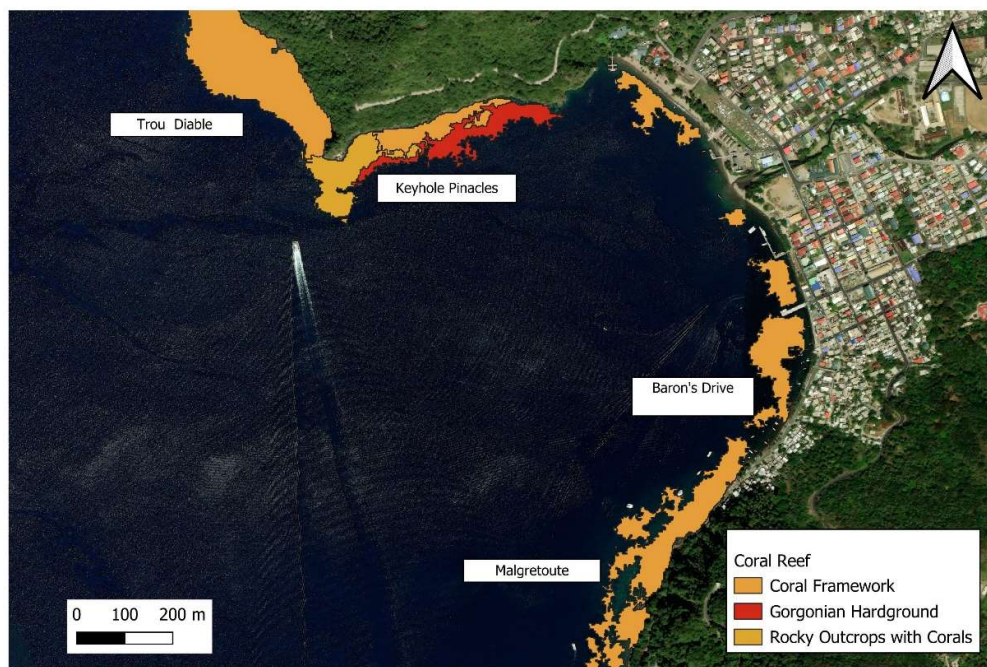 Trou Diable
Keyhole Pinacles
Baron's Drive
Malgretoute
0 100 200 m
Coral Reef
Coral Framework
Gorgonian Hardground
Rocky Outcrops with Corals